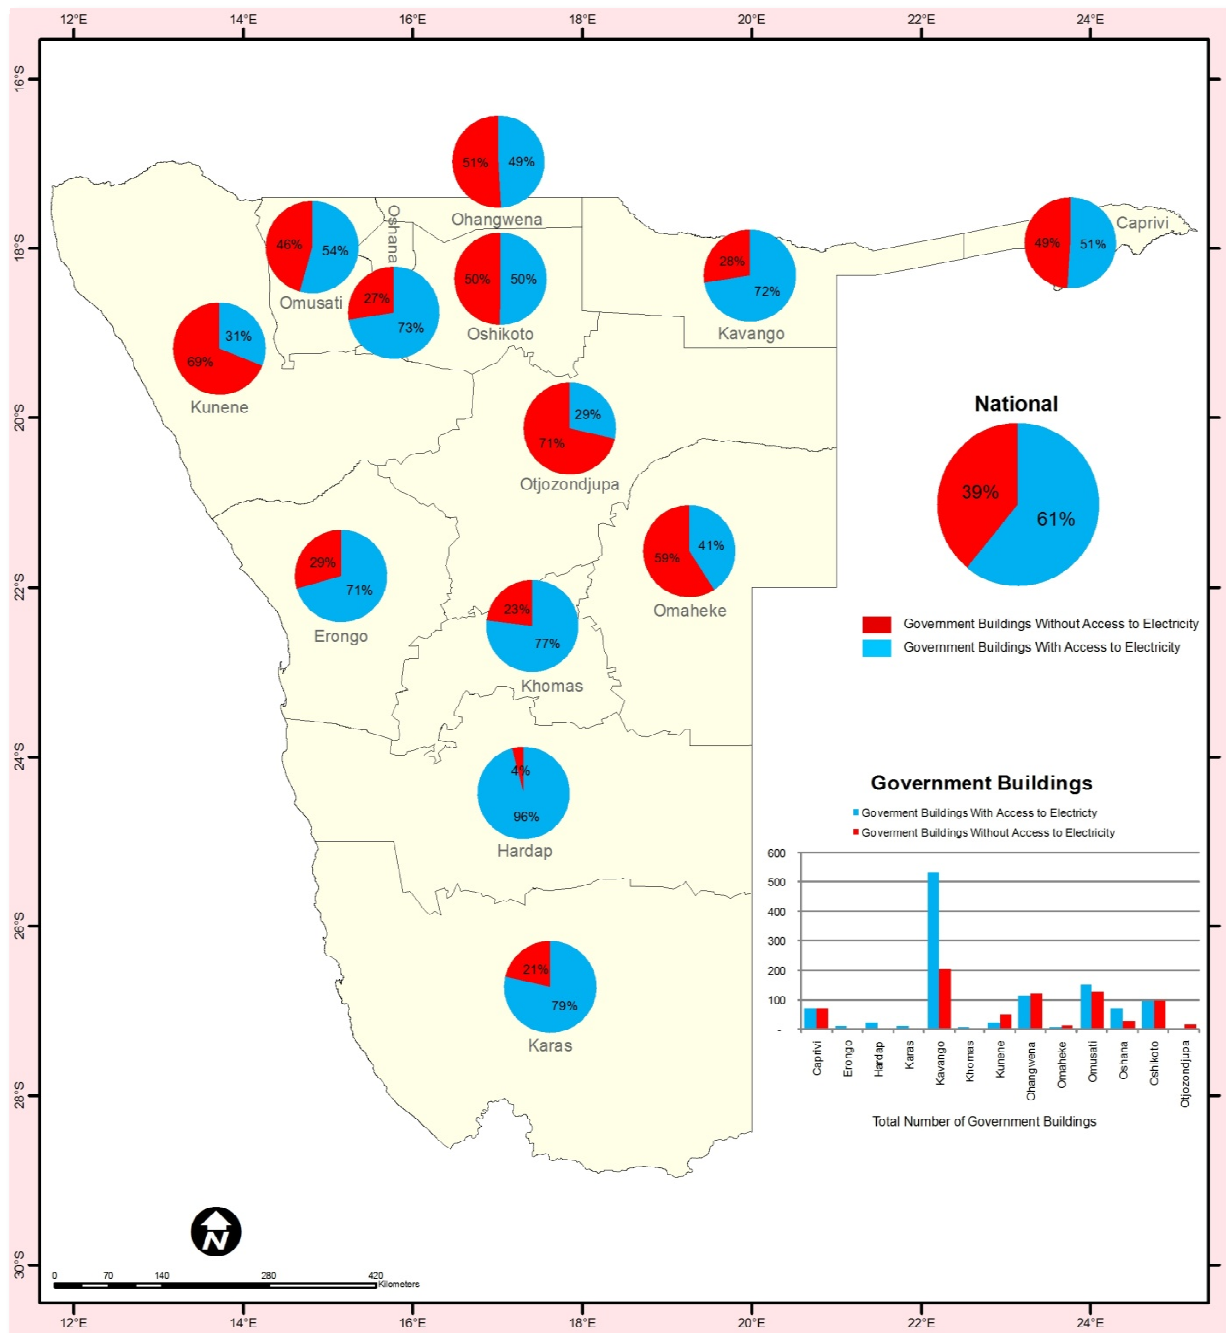 12°E 14°E 16°E 18°E 20°E 22°E 24°E
16°S
18°S
20°S
22°S
24°S
26°S
28°S
30°S
51% 49%
Ohangwena
46% 54%
Omusati
Oshana
27% 73%
50% 50%
Oshikoto
28% 72%
Kavango
49% 51%
Caprivi
31% 69%
Kunene
29% 71%
Otjozondjupa
National
39% 61%
41% 59%
Omaheke
29% 71%
Erongo
23% 77%
Khomas
Government Buildings Without Access to Electricity
Government Buildings With Access to Electricity
4% 96%
Hardap
21% 79%
Karas
Government Buildings
Goverment Buildings With Access to Electricty
Goverment Buildings Without Access to Electricity
600
500
400
300
200
100
-
Caprivi Erongo Hardap Karas Kavango Khomas Kunene Ohangwena Omaheke Omusati Oshana Oshikoto Otjozondjupa
Total Number of Government Buildings
N
0 70 140 280 420
Kilometers
12°E 14°E 16°E 18°E 20°E 22°E 24°E